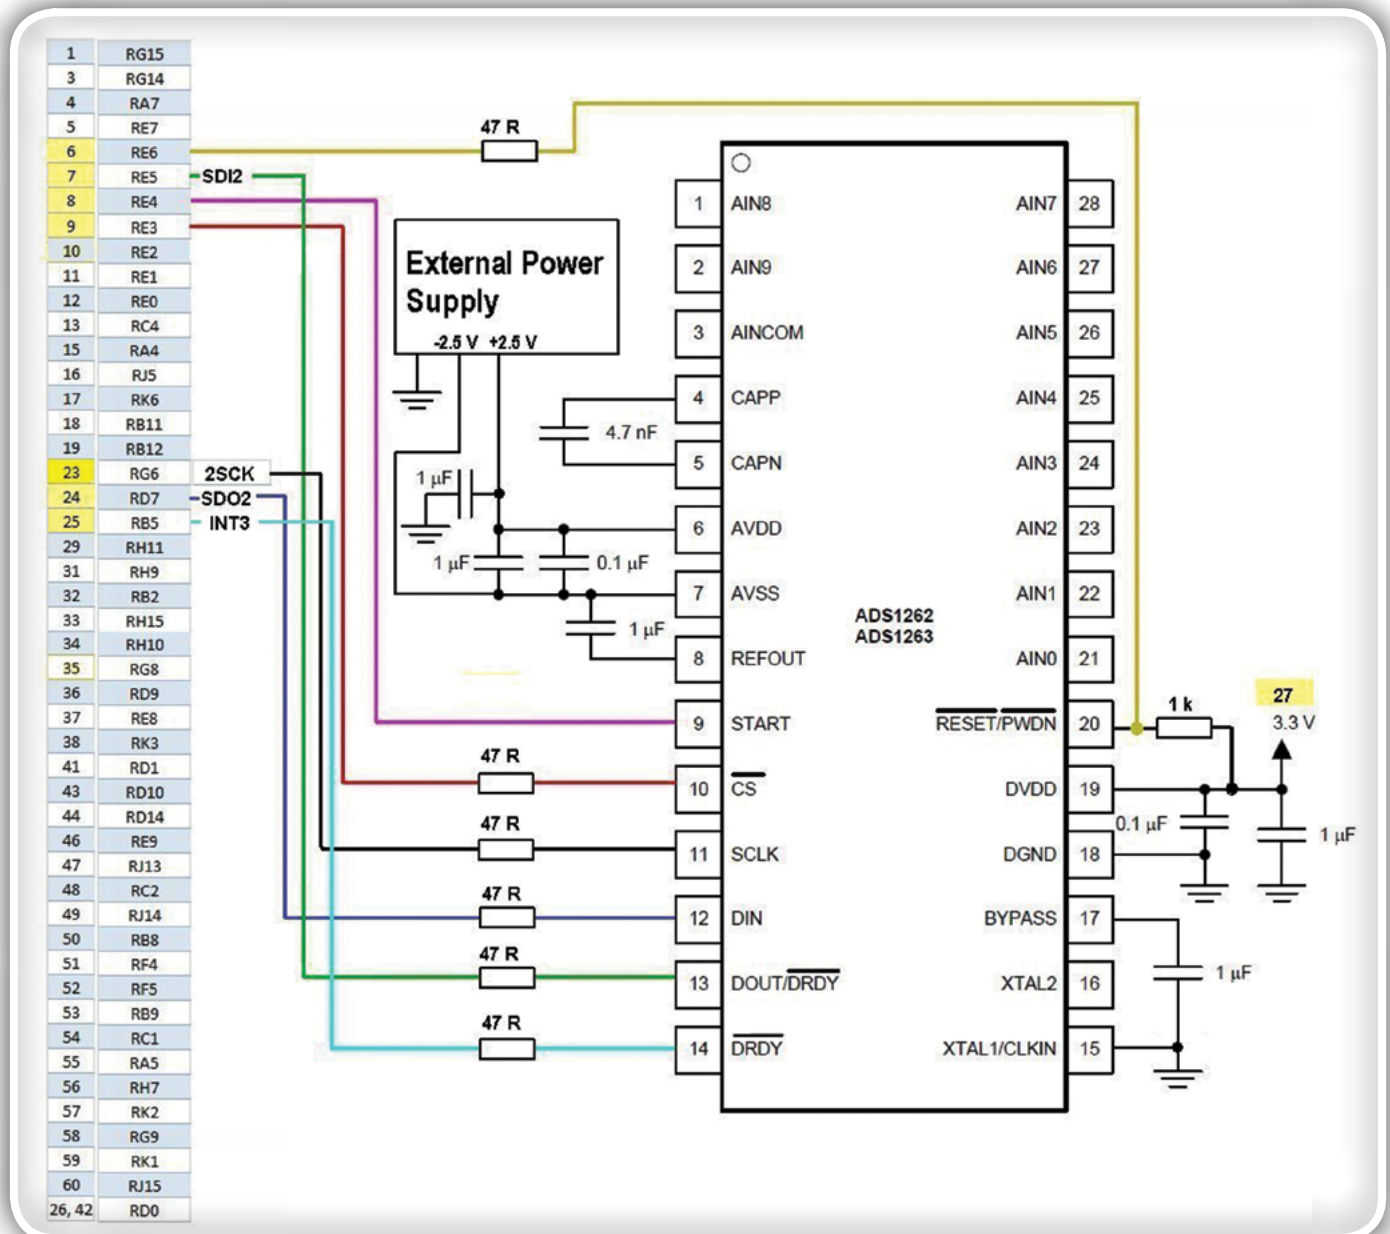 1 RG15
3 RG14
4 RA7
5 RE7
6 RE6
7 RE5 SDI2
8 RE4
9 RE3
10 RE2
11 RE1
12 RE0
13 RC4
15 RA4
16 RJ5
17 RK6
18 RB11
19 RB12
23 RG6 2SCK
24 RD7 SDO2
25 RB5 INT3
29 RH11
31 RH9
32 RB2
33 RH15
34 RH10
35 RG8
36 RD9
37 RE8
38 RK3
41 RD1
43 RD10
44 RD14
46 RE9
47 RJ13
48 RC2
49 RJ14
50 RB8
51 RF4
52 RF5
53 RB9
54 RC1
55 RA5
56 RH7
57 RK2
58 RG9
59 RK1
60 RJ15
26, 42 RD0
47 R
External Power
Supply
-2.5 V +2.5 V
4.7 nF
1 µF
1 µF
0.1 µF
1 µF
47 R
47 R
47 R
47 R
47 R
1 AIN8
2 AIN9
3 AINCOM
4 CAPP
5 CAPN
6 AVDD
7 AVSS
8 REFOUT
9 START
10 CS
11 SCLK
12 DIN
13 DOUT/DRDY
14 DRDY
ADS1262
ADS1263
AIN7 28
AIN6 27
AIN5 26
AIN4 25
AIN3 24
AIN2 23
AIN1 22
AIN0 21
RESET/PWDN 20
DVDD 19
DGND 18
BYPASS 17
XTAL2 16
XTAL1/CLKIN 15
1 k
27
3.3 V
0.1 µF
1 µF
1 µF